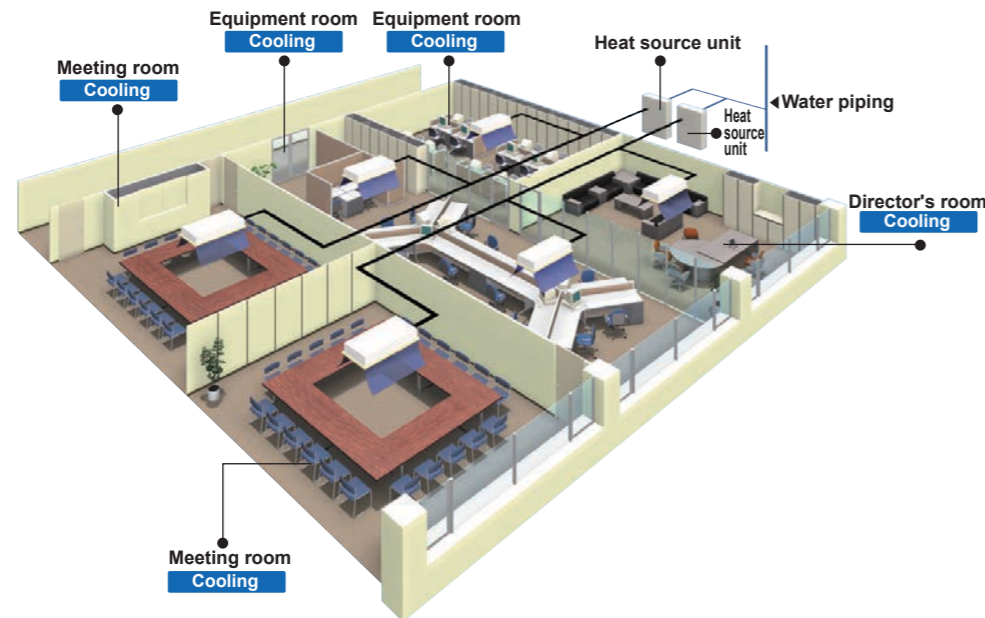 Equipment room
Cooling
Equipment room
Cooling
Heat source unit
Meeting room
Cooling
Water piping
Heat
source
unit
Director's room
Cooling
Meeting room
Cooling